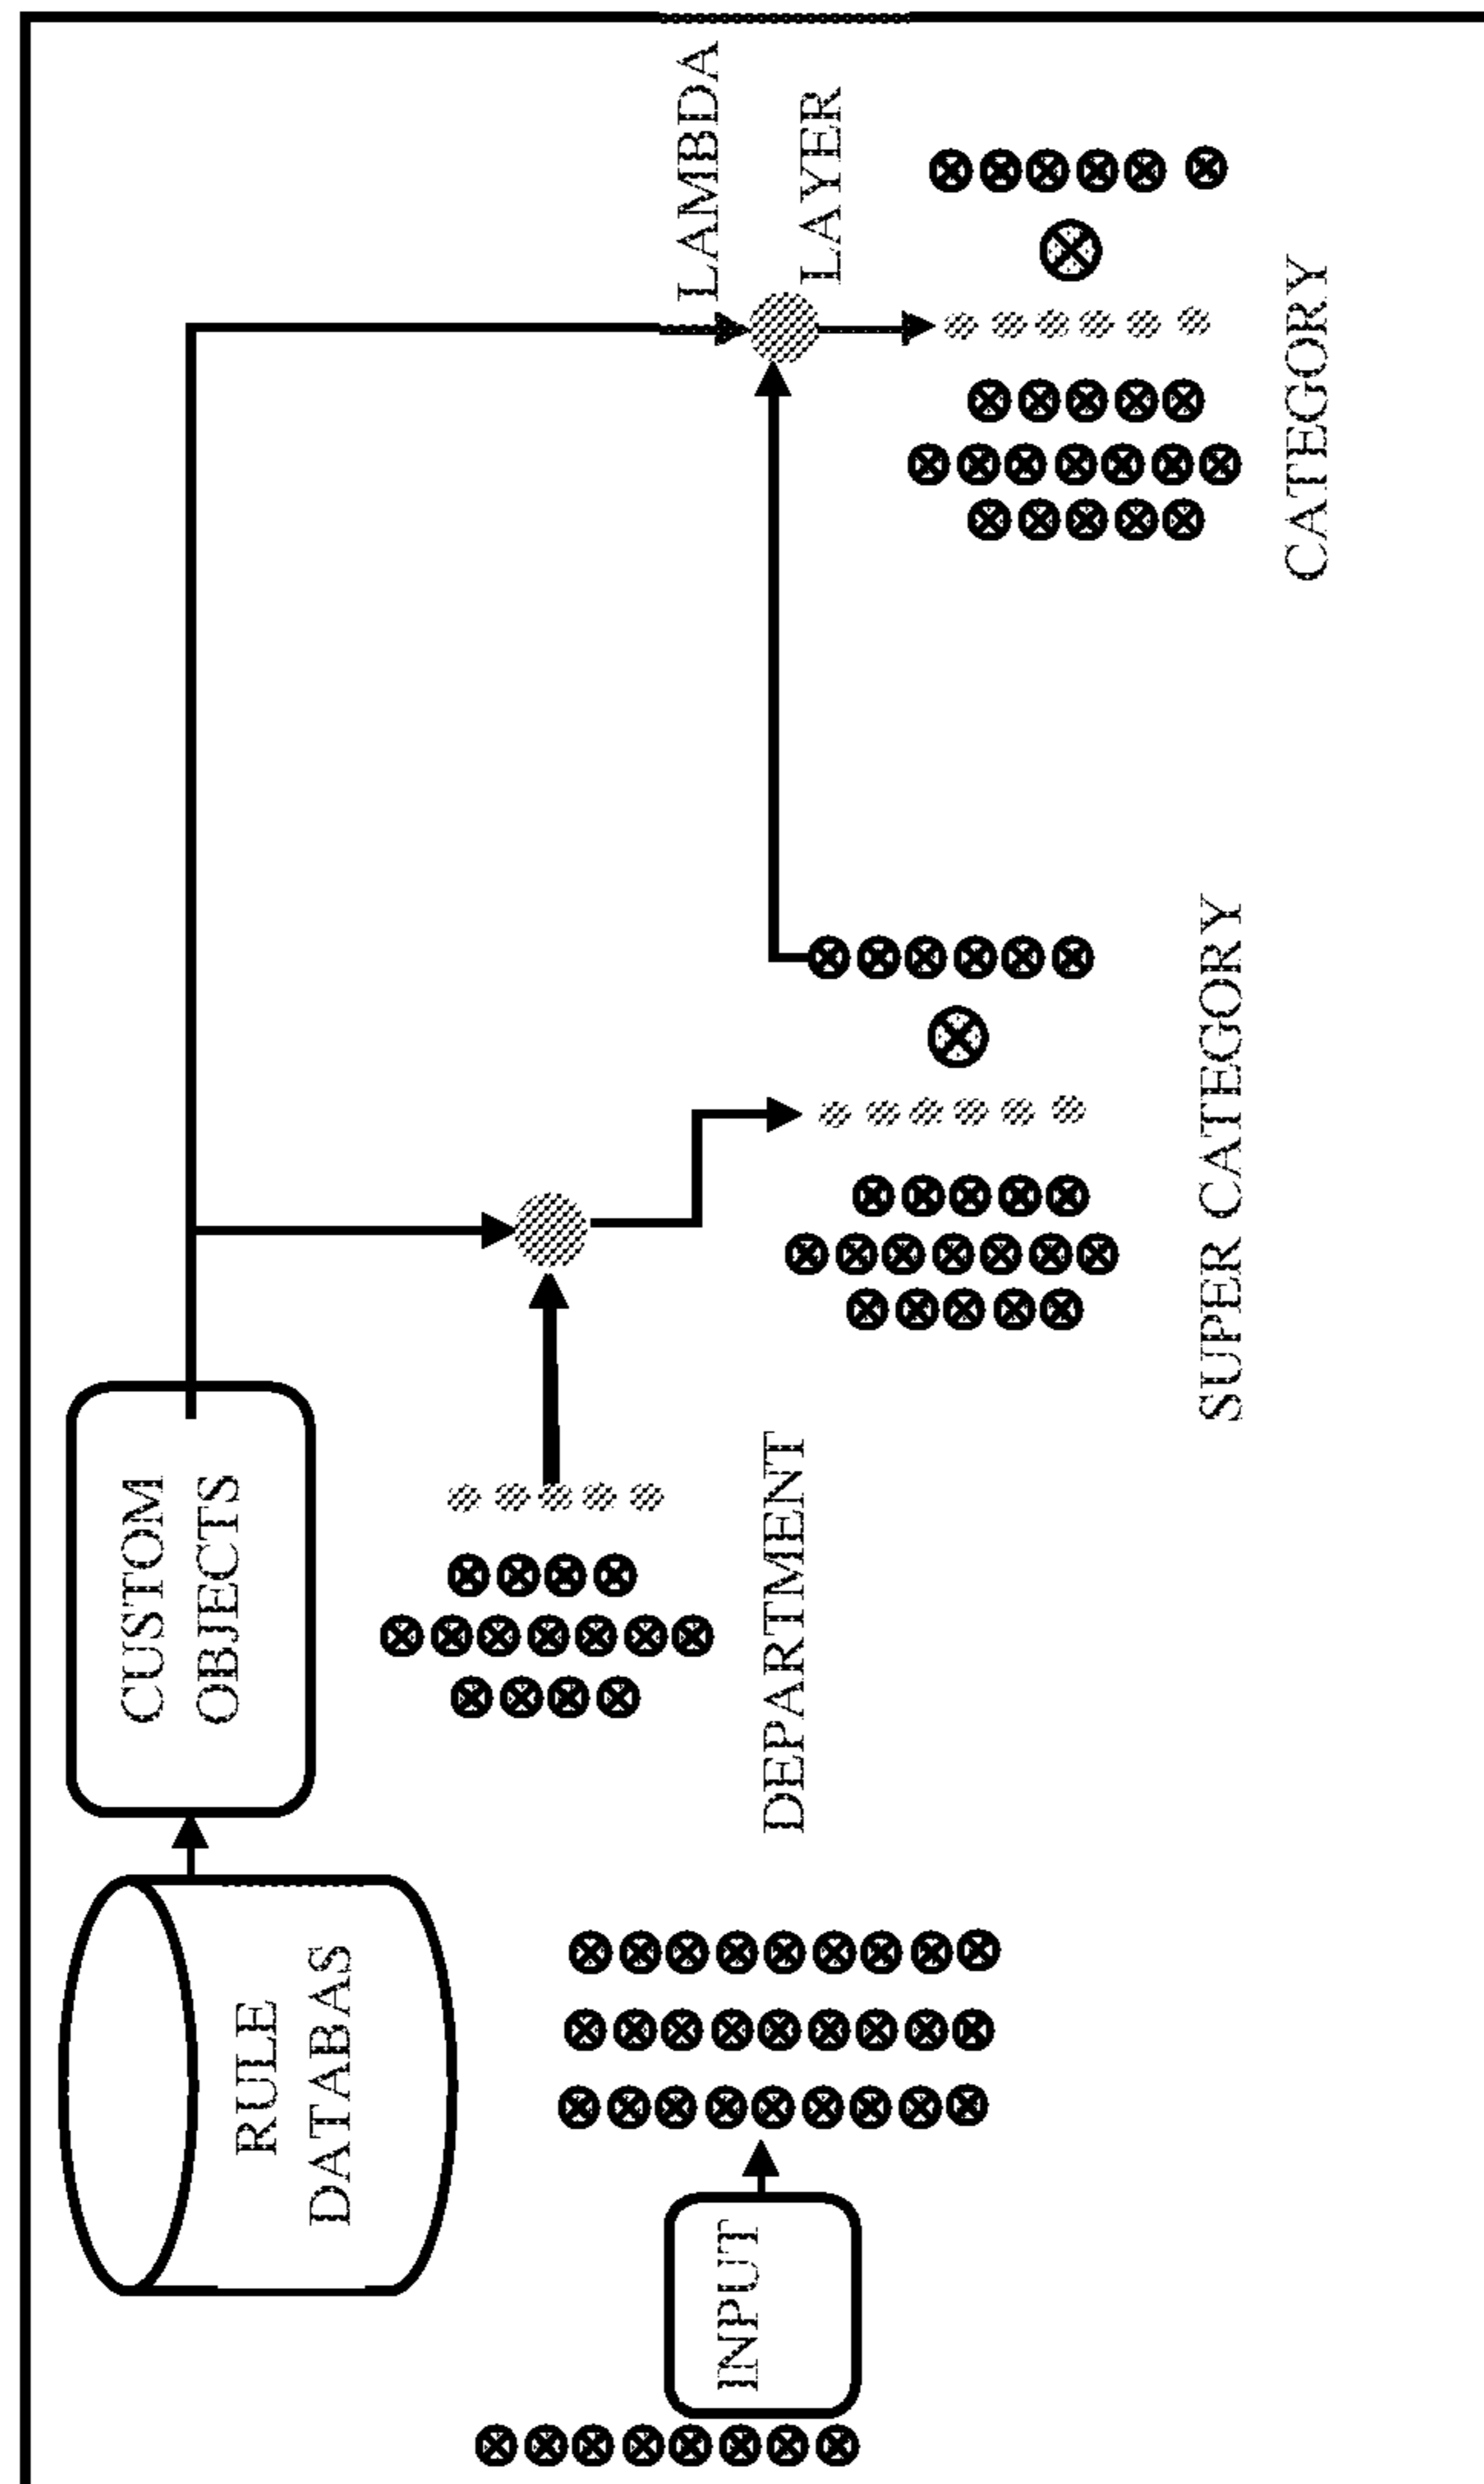 RULE
DATABAS
CUSTOM
OBJECTS
INPUT
DEPARTMENT
SUPER CATEGORY
LAMBDA
LAYER
CATEGORY